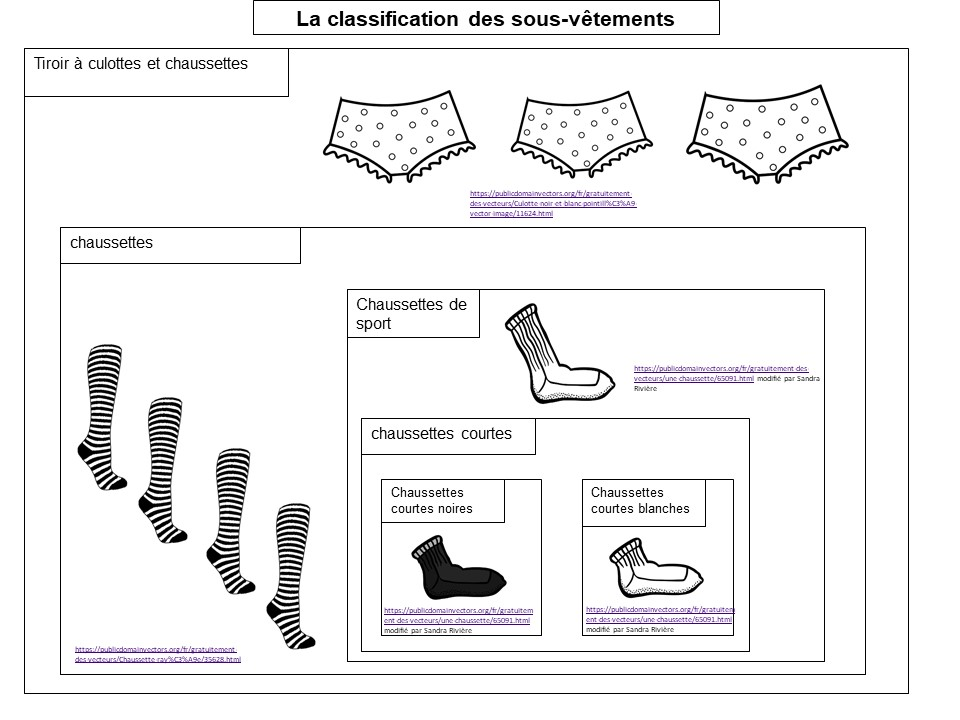 La classification des sous-vêtements
Tiroir à culottes et chaussettes
https://publicdomainvectors.org/fr/gratuitement-
des-vecteurs/Culotte-noir-et-blanc-pointill%C3%A9-
vector-image/11624.html
chaussettes
Chaussettes de
sport
https://publicdomainvectors.org/fr/gratuitement-des-
vecteurs/une-chaussette/65091.html modifié par Sandra
Rivière
chaussettes courtes
Chaussettes
courtes noires
https://publicdomainvectors.org/fr/gratuitem
ent-des-vecteurs/une-chaussette/65091.html
modifié par Sandra Rivière
Chaussettes
courtes blanches
https://publicdomainvectors.org/fr/gratuitem
ent-des-vecteurs/une-chaussette/65091.html
modifié par Sandra Rivière
https://publicdomainvectors.org/fr/gratuitement-
des-vecteurs/Chaussette-ray%C3%A9e/35628.html